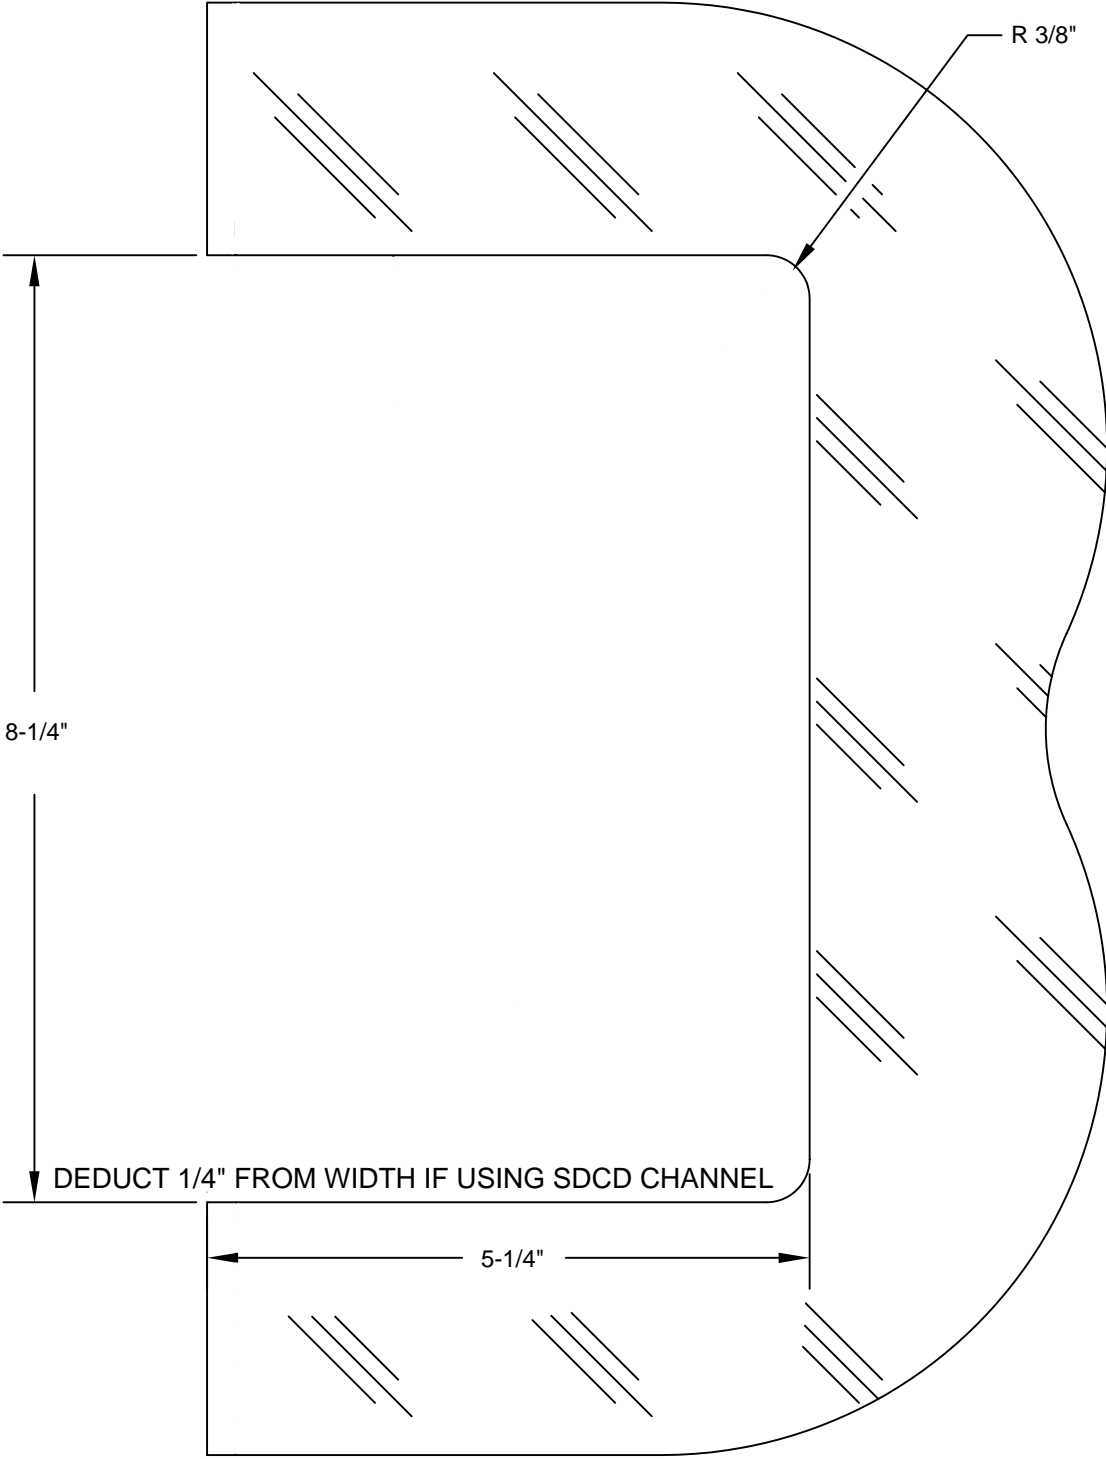 R 3/8"
8-1/4"
DEDUCT 1/4" FROM WIDTH IF USING SDCD CHANNEL
5-1/4"